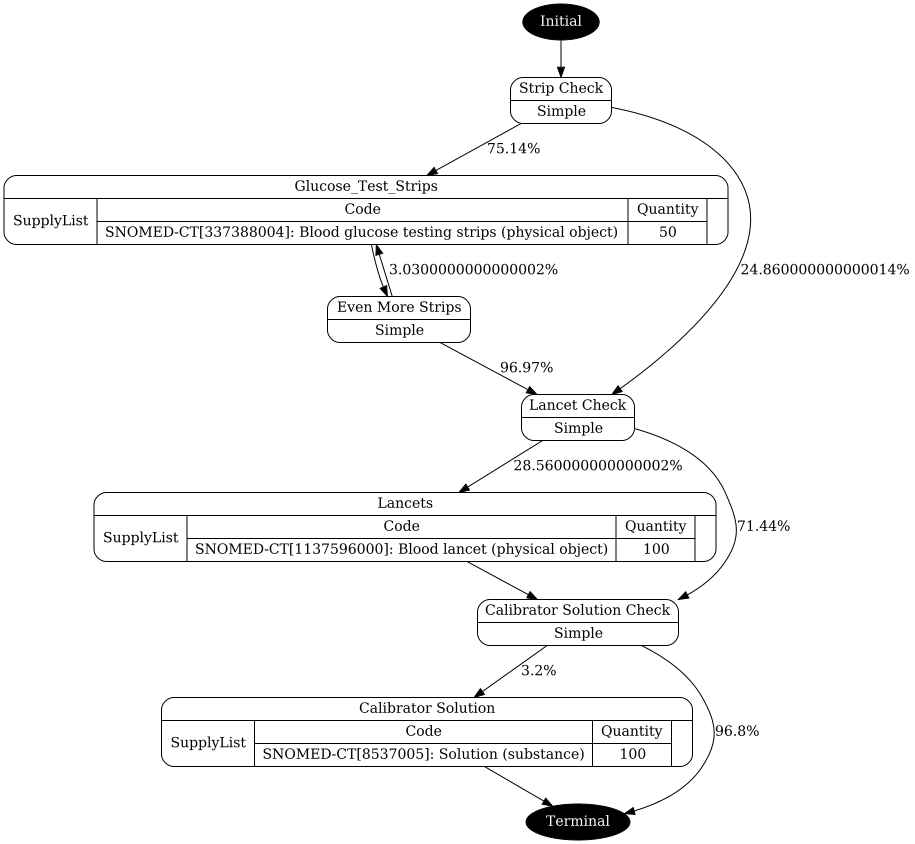 Initial
Strip Check
Simple
75.14%
Glucose_Test_Strips
SupplyList
Code
Quantity
SNOMED-CT[337388004]: Blood glucose testing strips (physical object)
50
3.0300000000000002%
24.860000000000014%
Even More Strips
Simple
96.97%
Lancet Check
Simple
28.560000000000002%
Lancets
SupplyList
Code
Quantity
71.44%
SNOMED-CT[1137596000]: Blood lancet (physical object)
100
Calibrator Solution Check
Simple
3.2%
Calibrator Solution
SupplyList
Code
Quantity
96.8%
SNOMED-CT[8537005]: Solution (substance)
100
Terminal